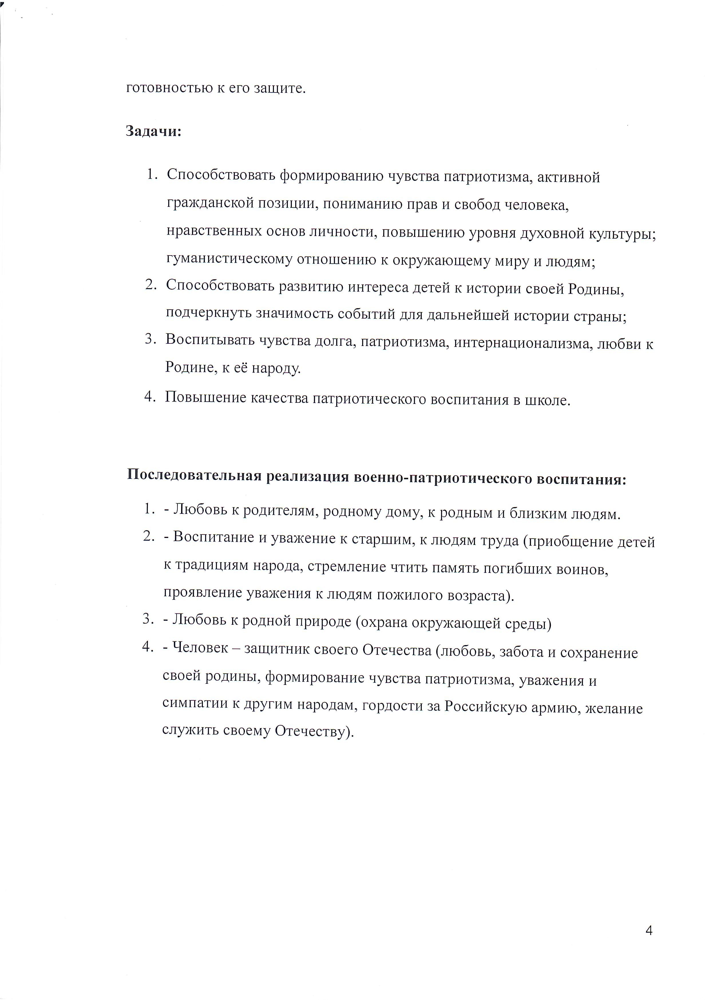 готовностью к его защите.
Задачи:
1. Способствовать формированию чувства патриотизма, активной
гражданской позиции, пониманию прав и свобод человека,
нравственных основ личности, повышению уровня духовной культуры;
гуманистическому отношению к окружающему миру и людям;
2. Способствовать развитию интереса детей к истории своей Родины,
подчеркнуть значимость событий для дальнейшей истории страны;
3. Воспитывать чувства долга, патриотизма, интернационализма, любви к
Родине, к её народу.
4. Повышение качества патриотического воспитания в школе.
Последовательная реализация военно-патриотического воспитания:
1. - Любовь к родителям, родному дому, к родным и близким людям.
2. - Воспитание и уважение к старшим, к людям труда (приобщение детей
к традициям народа, стремление чтить память погибших воинов,
проявление уважения к людям пожилого возраста).
3. - Любовь к родной природе (охрана окружающей среды)
4. - Человек – защитник своего Отечества (любовь, забота и сохранение
своей родины, формирование чувства патриотизма, уважения и
симпатии к другим народам, гордости за Российскую армию, желание
служить своему Отечеству).
4